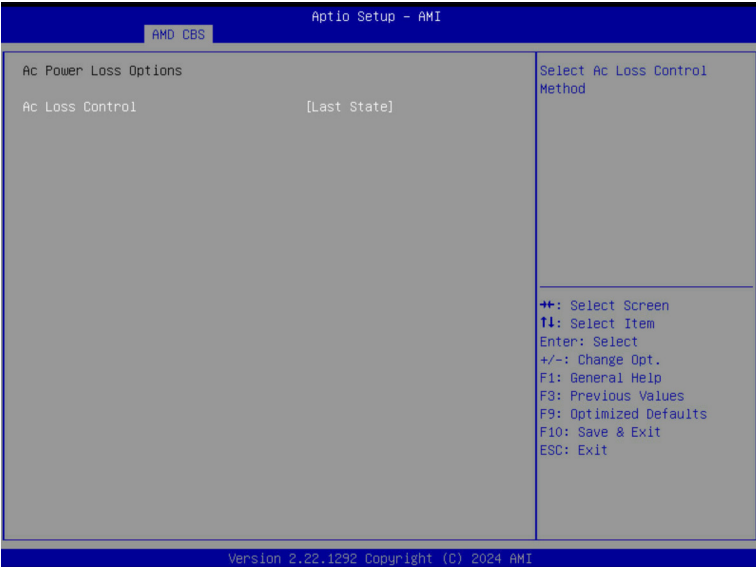 Aptio Setup – AMI
AMD CBS
Ac Power Loss Options
Ac Loss Control [Last State]
Select Ac Loss Control
Method
→←: Select Screen
↑↓: Select Item
Enter: Select
+/-: Change Opt.
F1: General Help
F3: Previous Values
F9: Optimized Defaults
F10: Save & Exit
ESC: Exit
Version 2.22.1292 Copyright (C) 2024 AMI